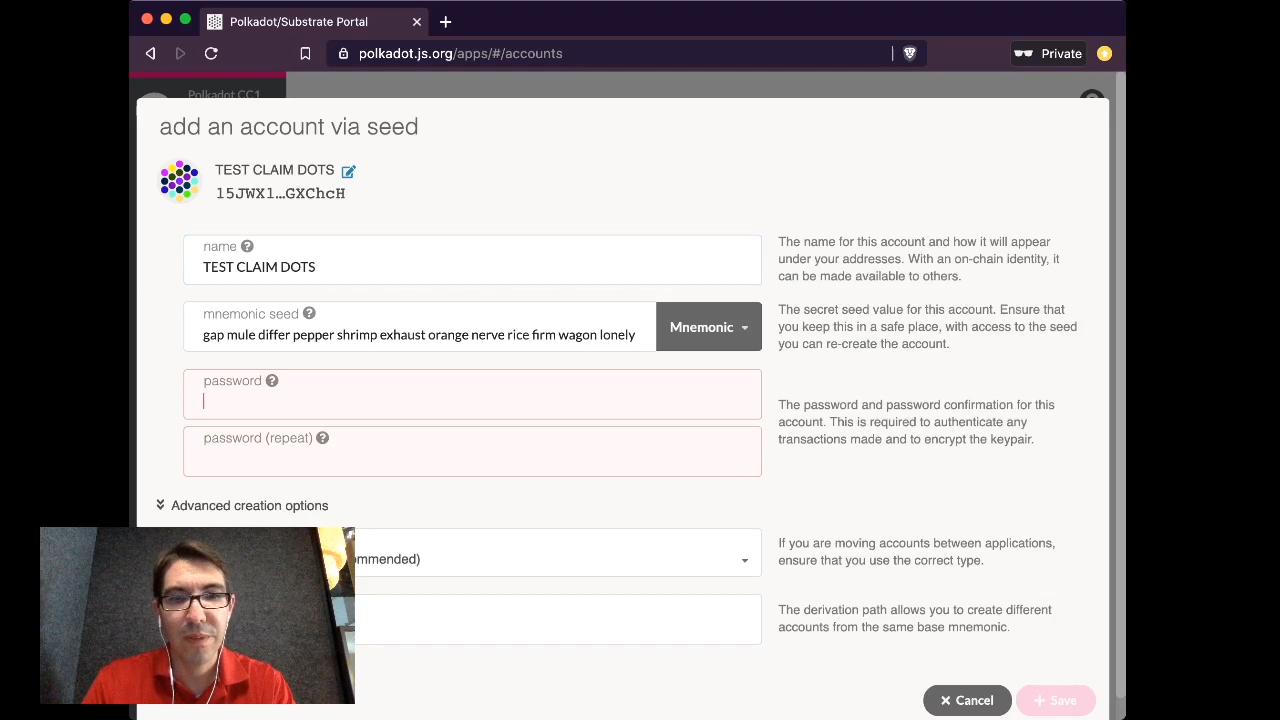 Polkadot/Substrate Portal
polkadot.js.org/apps/#/accounts
Private
Polkadot CC1
add an account via seed
TEST CLAIM DOTS
15JWX1…GXChcH
name
TEST CLAIM DOTS
The name for this account and how it will appear
under your addresses. With an on-chain identity, it
can be made available to others.
mnemonic seed
gap mule differ pepper shrimp exhaust orange nerve rice firm wagon lonely
Mnemonic
The secret seed value for this account. Ensure that
you keep this in a safe place, with access to the seed
you can re-create the account.
password
password (repeat)
The password and password confirmation for this
account. This is required to authenticate any
transactions made and to encrypt the keypair.
Advanced creation options
ommended)
If you are moving accounts between applications,
ensure that you use the correct type.
The derivation path allows you to create different
accounts from the same base mnemonic.
Cancel
Save